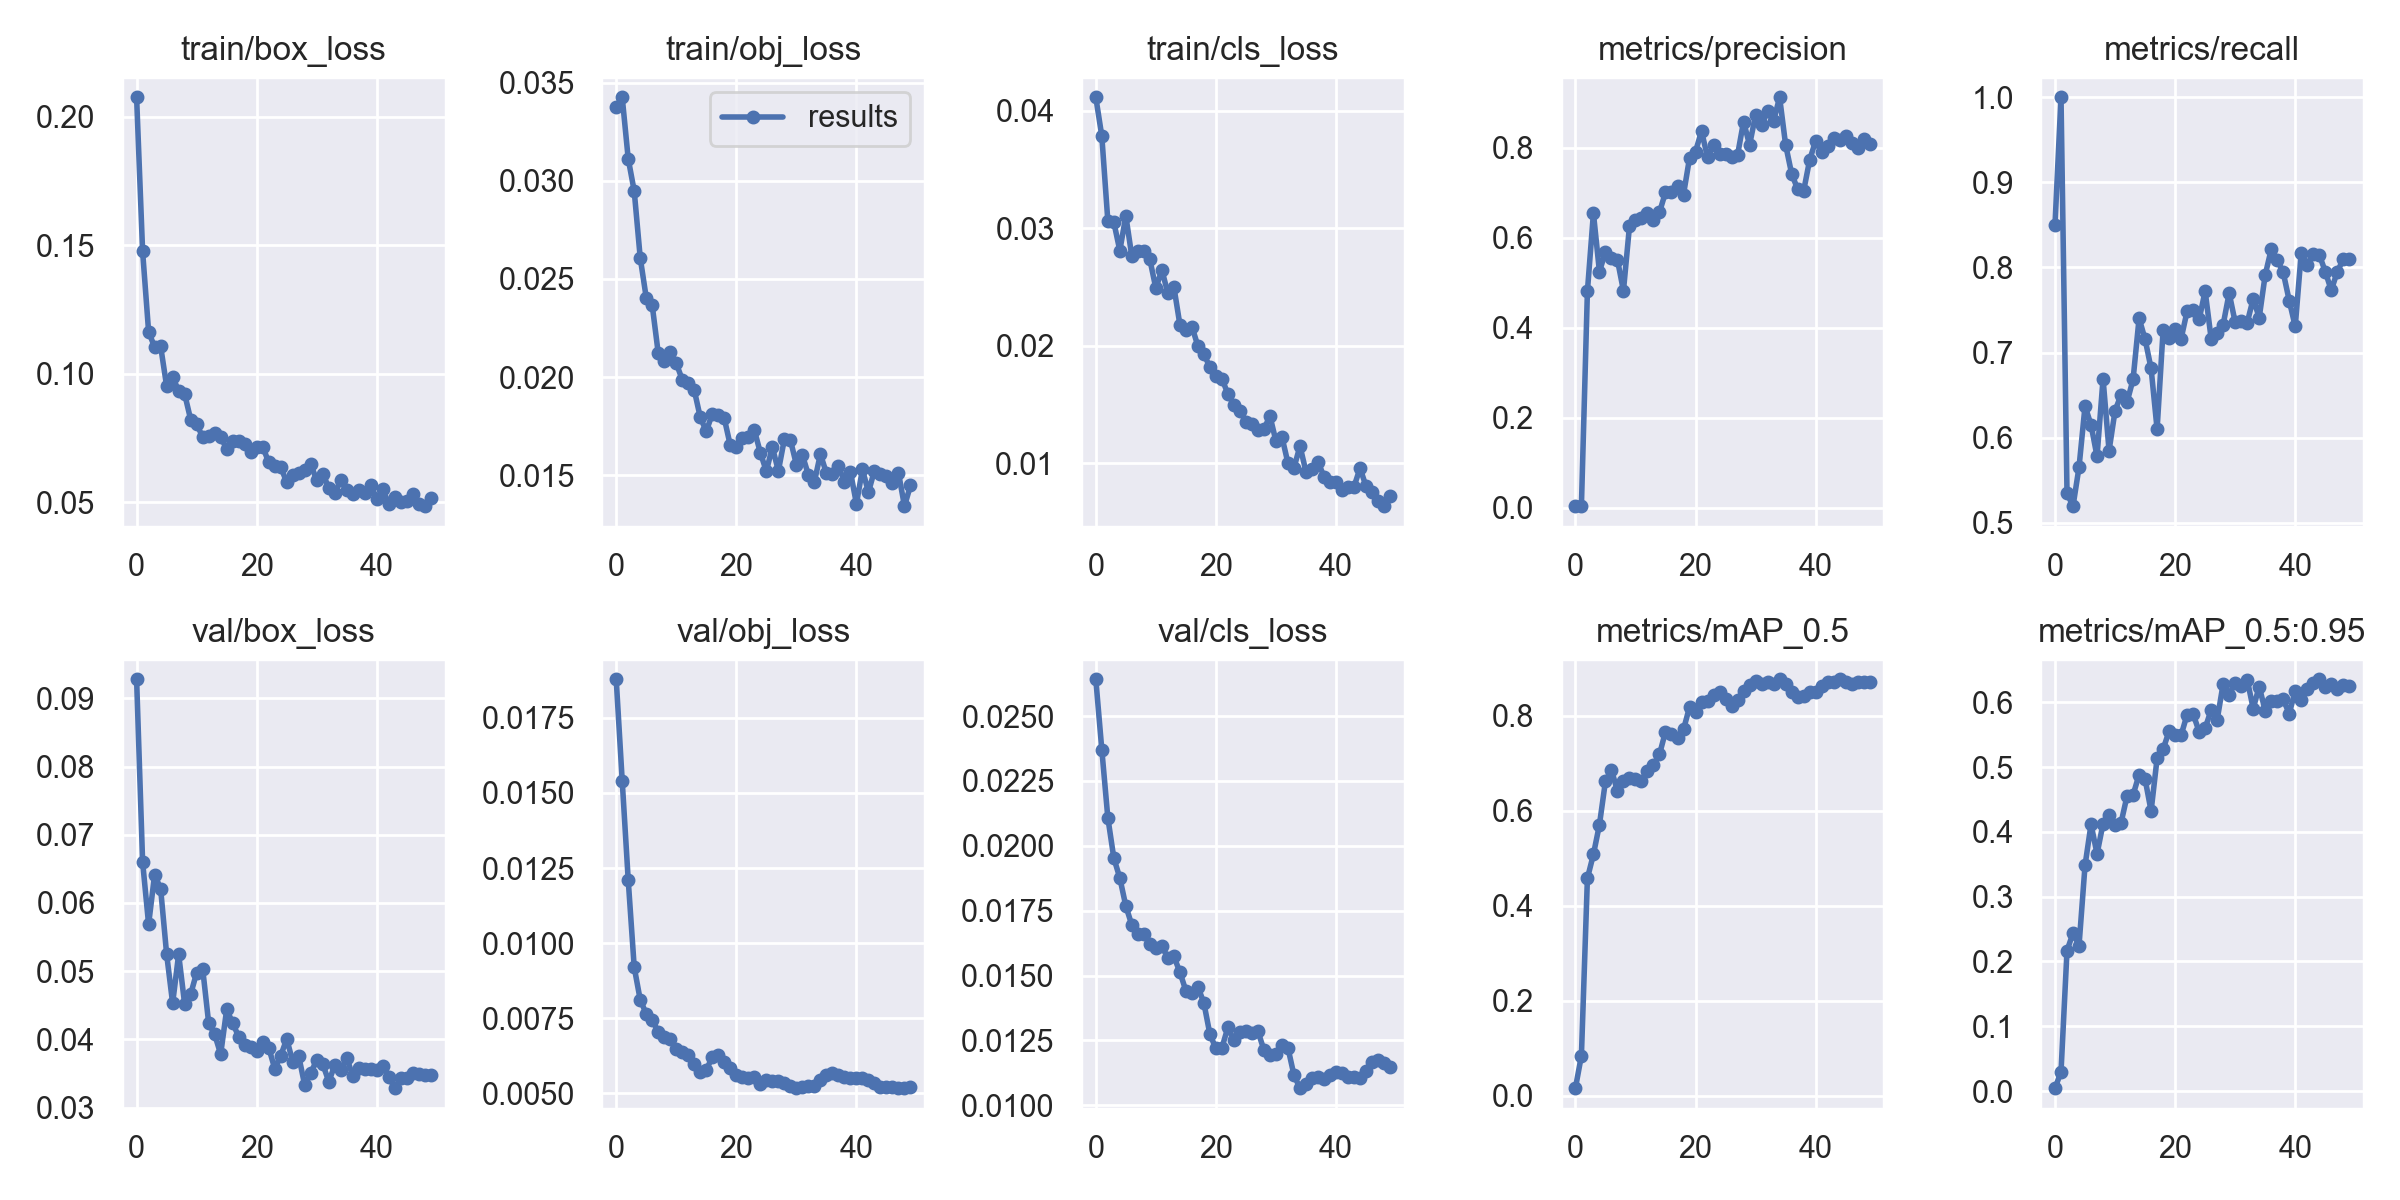 train/box_loss
0.20
0.15
0.10
0.05
0 20 40
train/obj_loss
results
0.035
0.030
0.025
0.020
0.015
0 20 40
train/cls_loss
0.04
0.03
0.02
0.01
0 20 40
metrics/precision
0.8
0.6
0.4
0.2
0.0
0 20 40
metrics/recall
1.0
0.9
0.8
0.7
0.6
0.5
0 20 40
val/box_loss
0.09
0.08
0.07
0.06
0.05
0.04
0.03
0 20 40
val/obj_loss
0.0175
0.0150
0.0125
0.0100
0.0075
0.0050
0 20 40
val/cls_loss
0.0250
0.0225
0.0200
0.0175
0.0150
0.0125
0.0100
0 20 40
metrics/mAP_0.5
0.8
0.6
0.4
0.2
0.0
0 20 40
metrics/mAP_0.5:0.95
0.6
0.5
0.4
0.3
0.2
0.1
0.0
0 20 40